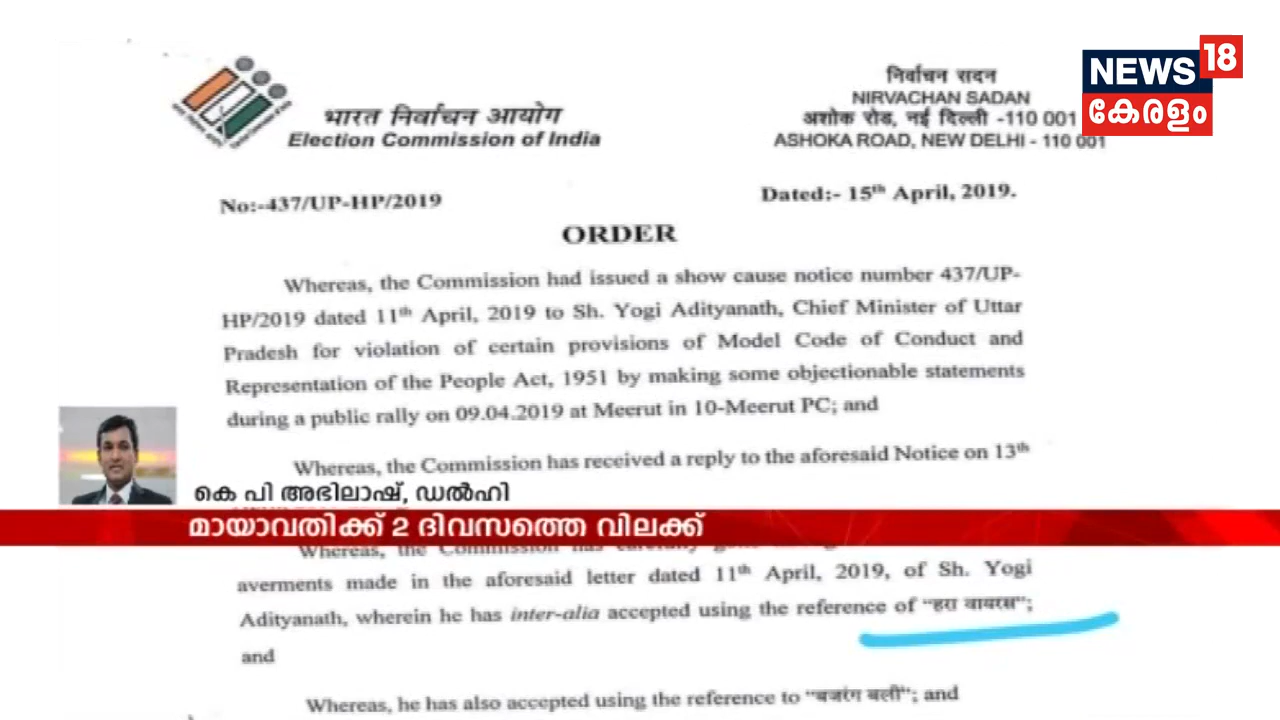 NEWS 18
കേരളം
भारत निर्वाचन आयोग
Election Commission of India
निर्वाचन सदन
NIRVACHAN SADAN
अशोक रोड, नई दिल्ली -110 001
ASHOKA ROAD, NEW DELHI - 110 001
No:-437/UP-HP/2019
Dated:- 15th April, 2019.
ORDER
Whereas, the Commission had issued a show cause notice number 437/UP-
HP/2019 dated 11th April, 2019 to Sh. Yogi Adityanath, Chief Minister of Uttar
Pradesh for violation of certain provisions of Model Code of Conduct and
Representation of the People Act, 1951 by making some objectionable statements
during a public rally on 09.04.2019 at Meerut in 10-Meerut PC; and
Whereas, the Commission has received a reply to the aforesaid Notice on 13th
കെ പി അഭിലാഷ്, ഡൽഹി
മായാവതിക്ക് 2 ദിവസത്തെ വിലക്ക്
Whereas, the Commission has carefully
averments made in the aforesaid letter dated 11th April, 2019, of Sh. Yogi
Adityanath, wherein he has inter-alia accepted using the reference of “हरा वायरस”;
and
Whereas, he has also accepted using the reference to “बजरंग बली”; and